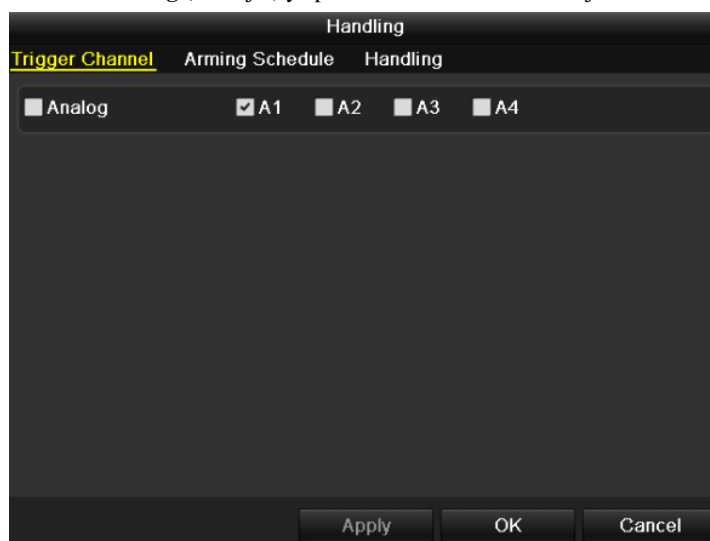 Handling
Trigger Channel Arming Schedule Handling
Analog A1 A2 A3 A4
Apply OK Cancel